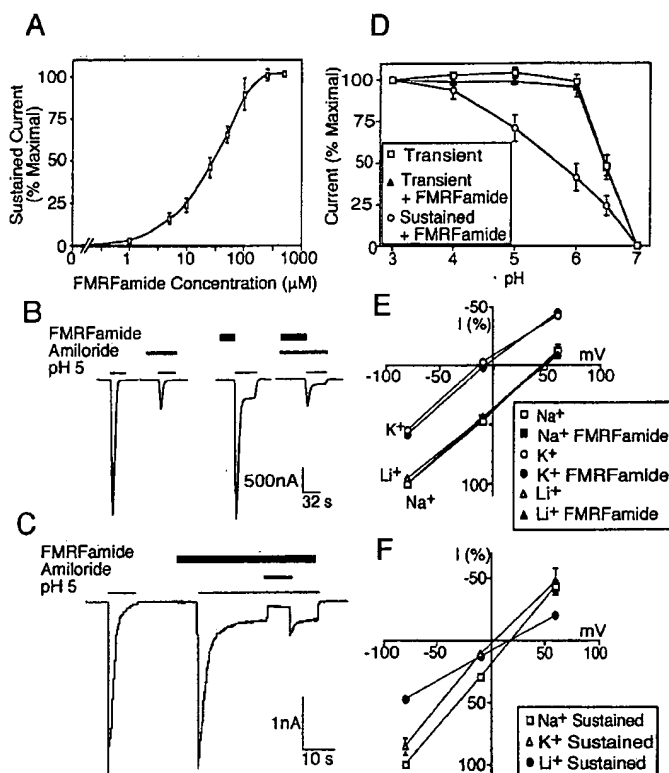 A
Sustained Current
(% Maximal)
100
75
50
25
0
1
10
100
1000
FMRFamide Concentration (μM)
D
Current (% Maximal)
100
75
50
25
0
□ Transient
▲ Transient
+ FMRFamide
○ Sustained
+ FMRFamide
3 4 5 6 7
pH
B
FMRFamide
Amiloride
pH 5
500nA
32 s
C
FMRFamide
Amiloride
pH 5
1nA
10 s
E
-50
I (%)
mV
-100 -50 50 100
K+
Li+
Na+
100
□ Na+
■ Na+ FMRFamide
○ K+
● K+ FMRFamide
△ Li+
▲ Li+ FMRFamide
F
I (%)
-50
mV
-100 -50 50 100
50
100
□ Na+ Sustained
△ K+ Sustained
● Li+ Sustained